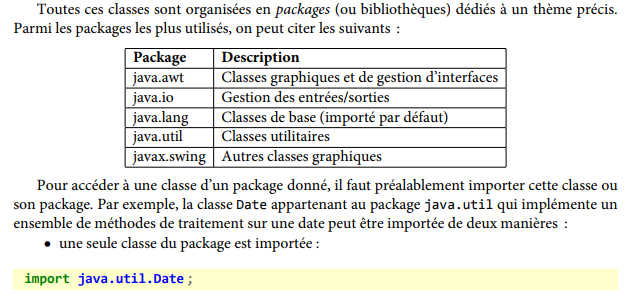 Toutes ces classes sont organisées en packages (ou bibliothèques) dédiés à un thème précis.
Parmi les packages les plus utilisés, on peut citer les suivants :
Package Description
java.awt Classes graphiques et de gestion d'interfaces
java.io Gestion des entrées/sorties
java.lang Classes de base (importé par défaut)
java.util Classes utilitaires
javax.swing Autres classes graphiques
Pour accéder à une classe d'un package donné, il faut préalablement importer cette classe ou
son package. Par exemple, la classe Date appartenant au package java.util qui implémente un
ensemble de méthodes de traitement sur une date peut être importée de deux manières :
• une seule classe du package est importée :
import java.util.Date ;